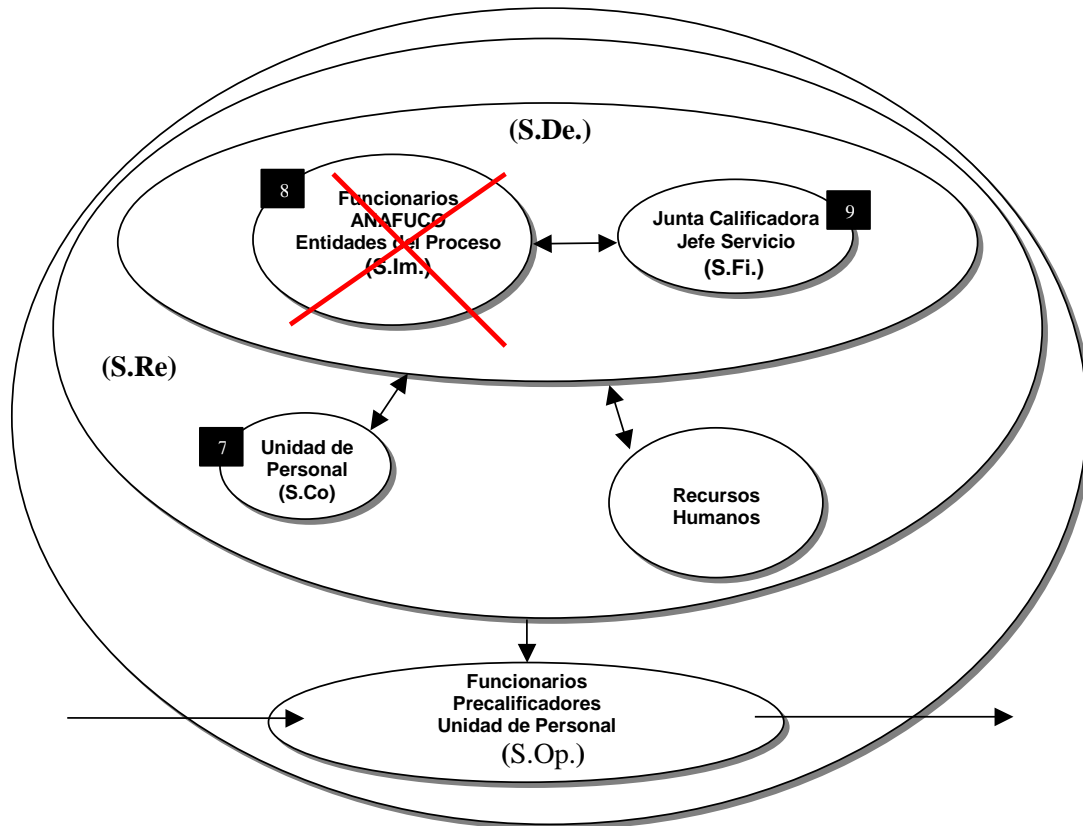 (S.De.)
8
Funcionarios
ANAFUCO
Entidades del Proceso
(S.Im.)
Junta Calificadora
Jefe Servicio
(S.Fi.)
9
(S.Re)
7
Unidad de
Personal
(S.Co)
Recursos
Humanos
Funcionarios
Precalificadores
Unidad de Personal
(S.Op.)